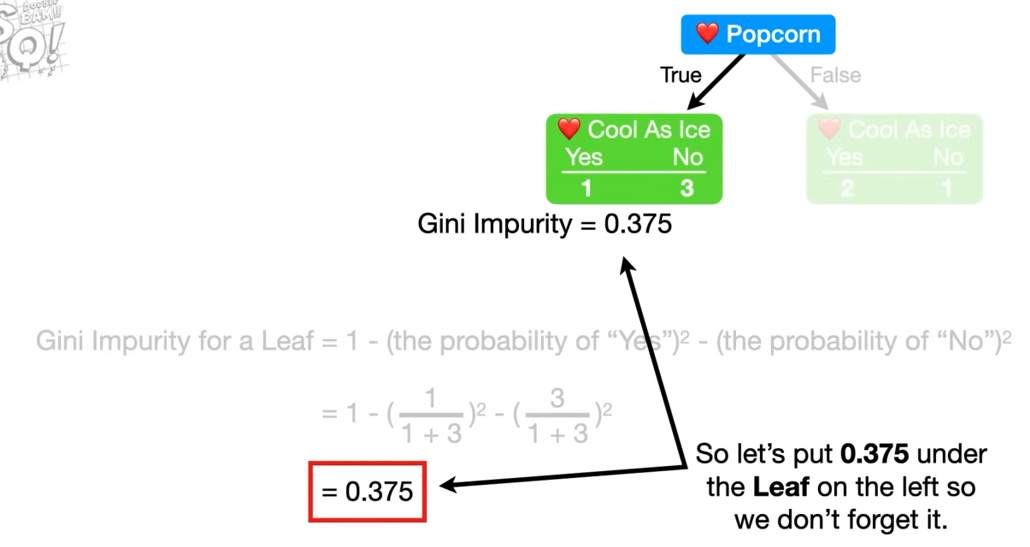 BAM!!
Q!
❤️ Popcorn
True
False
❤️ Cool As Ice
Yes No
1 3
❤️ Cool As Ice
Yes No
2 1
Gini Impurity = 0.375
Gini Impurity for a Leaf = 1 - (the probability of “Yes”)² - (the probability of “No”)²
= 1 - (1/(1 + 3))² - (3/(1 + 3))²
= 0.375
So let’s put 0.375 under
the Leaf on the left so
we don’t forget it.